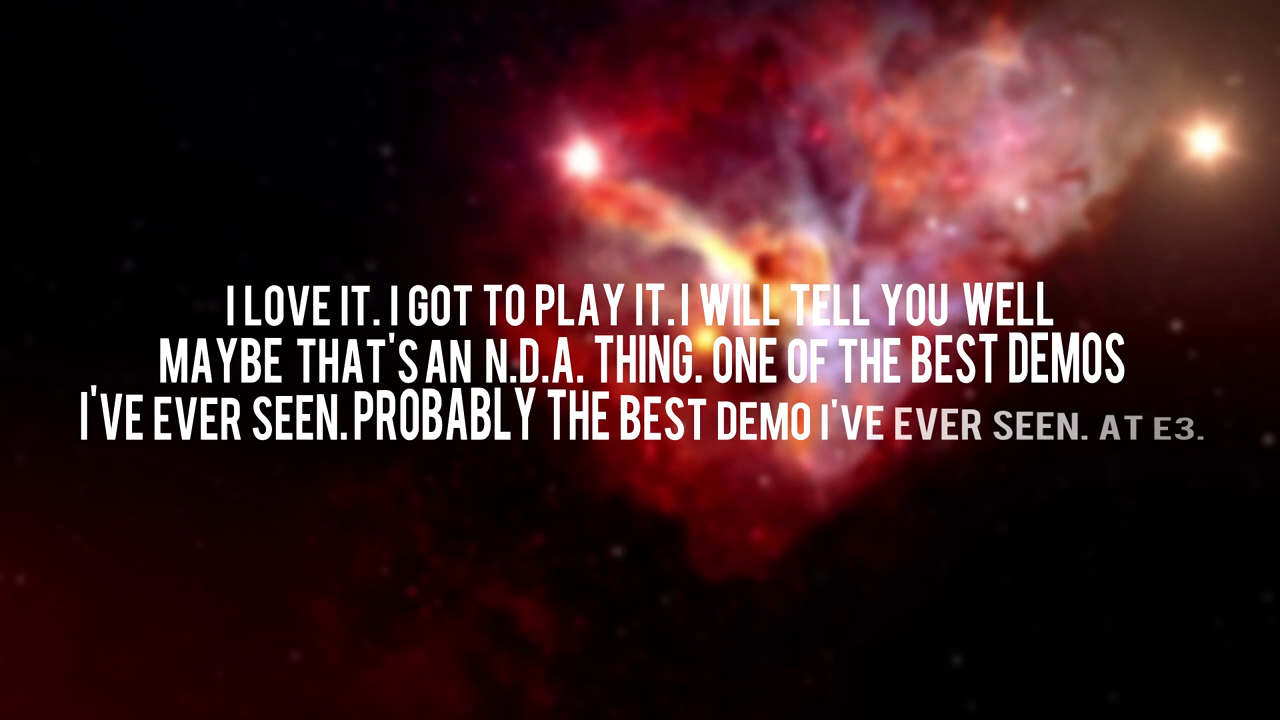 I LOVE IT. I GOT TO PLAY IT. I WILL TELL YOU WELL
MAYBE THAT'S AN N.D.A. THING. ONE OF THE BEST DEMOS
I'VE EVER SEEN. PROBABLY THE BEST DEMO I'VE EVER SEEN. AT E3.